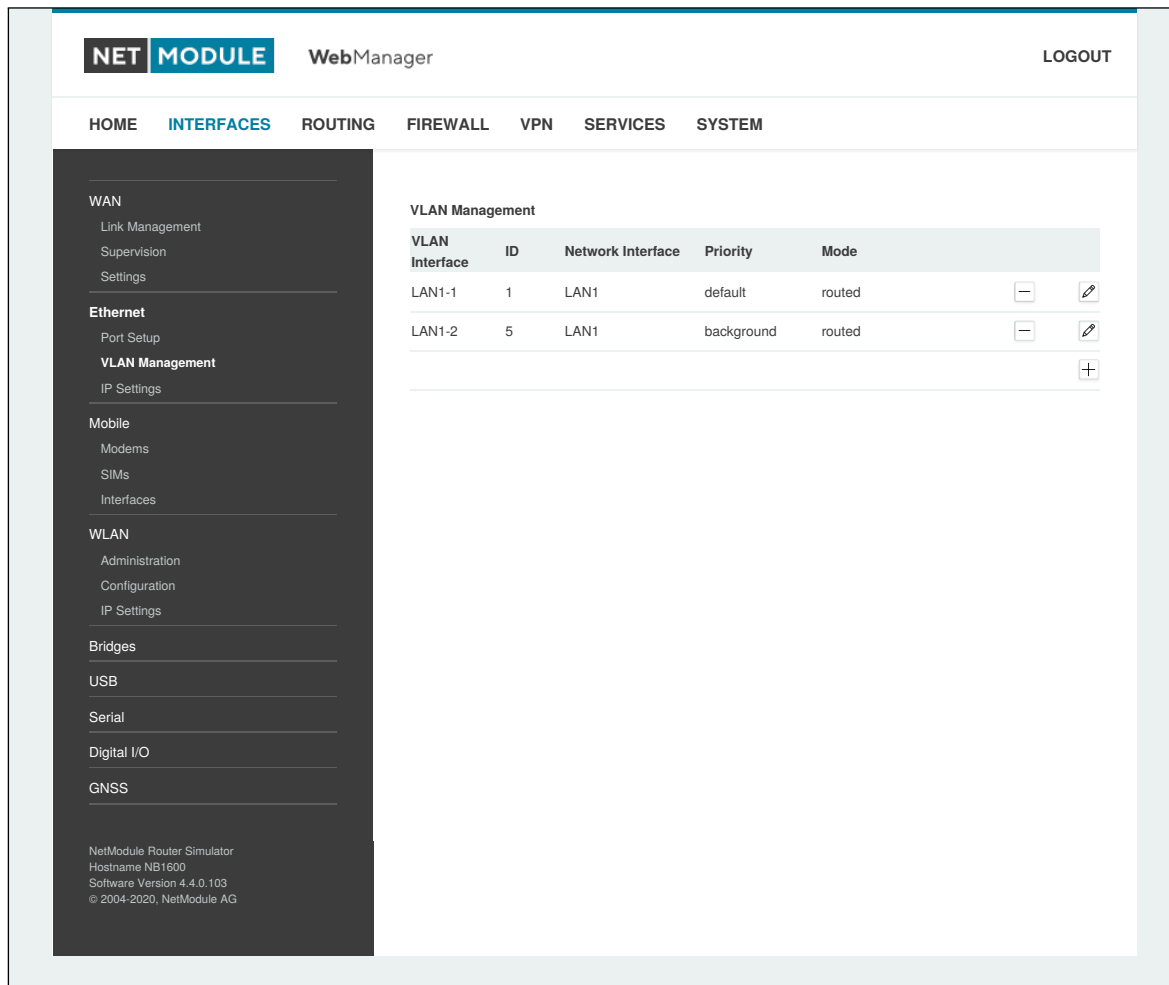 NET MODULE WebManager LOGOUT
HOME INTERFACES ROUTING FIREWALL VPN SERVICES SYSTEM
WAN
Link Management
Supervision
Settings
Ethernet
Port Setup
VLAN Management
IP Settings
Mobile
Modems
SIMs
Interfaces
WLAN
Administration
Configuration
IP Settings
Bridges
USB
Serial
Digital I/O
GNSS
NetModule Router Simulator
Hostname NB1600
Software Version 4.4.0.103
© 2004-2020, NetModule AG
VLAN Management
VLAN Interface ID Network Interface Priority Mode
LAN1-1 1 LAN1 default routed
LAN1-2 5 LAN1 background routed